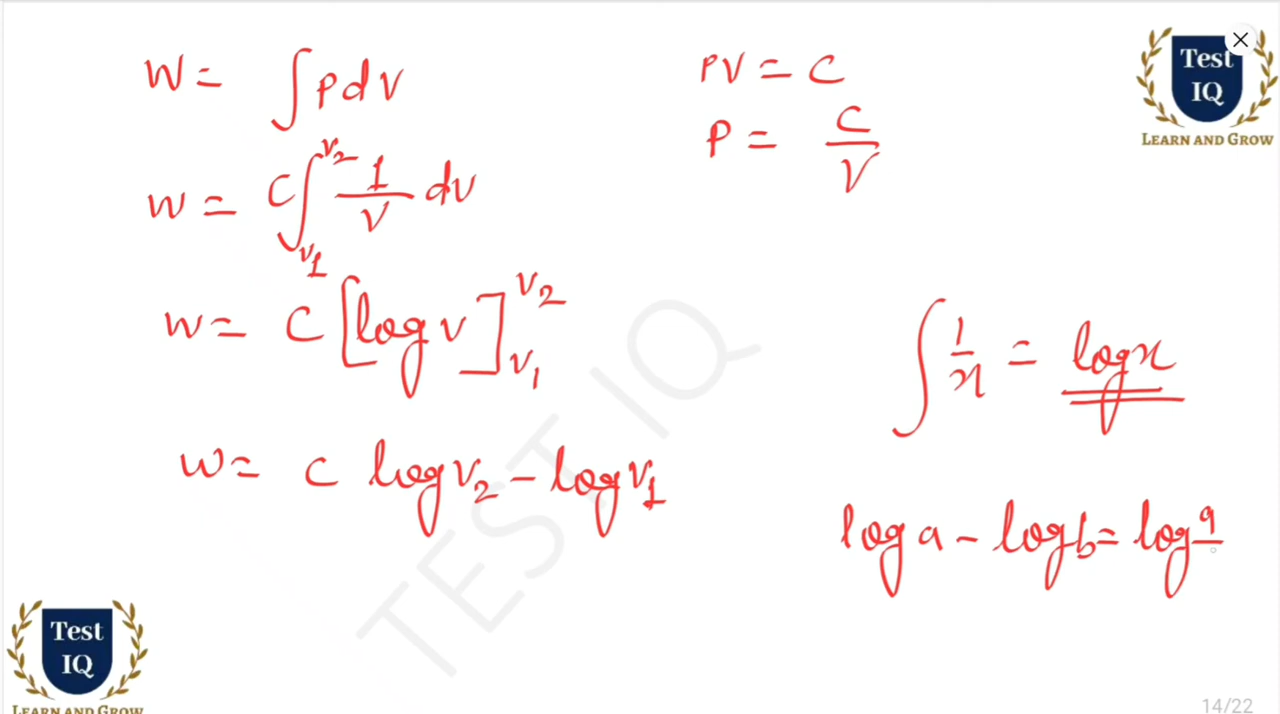 W = ∫ P dV
W = C ∫_{V1}^{V2} 1/V dV
W = C [log V]_{V1}^{V2}
W = C log V2 - log V1
PV = C
P = C/V
∫ 1/x = log x
log a - log b = log a/
Test
IQ
LEARN AND GROW
TEST IQ
Test
IQ
LEARN AND GROW
14/22